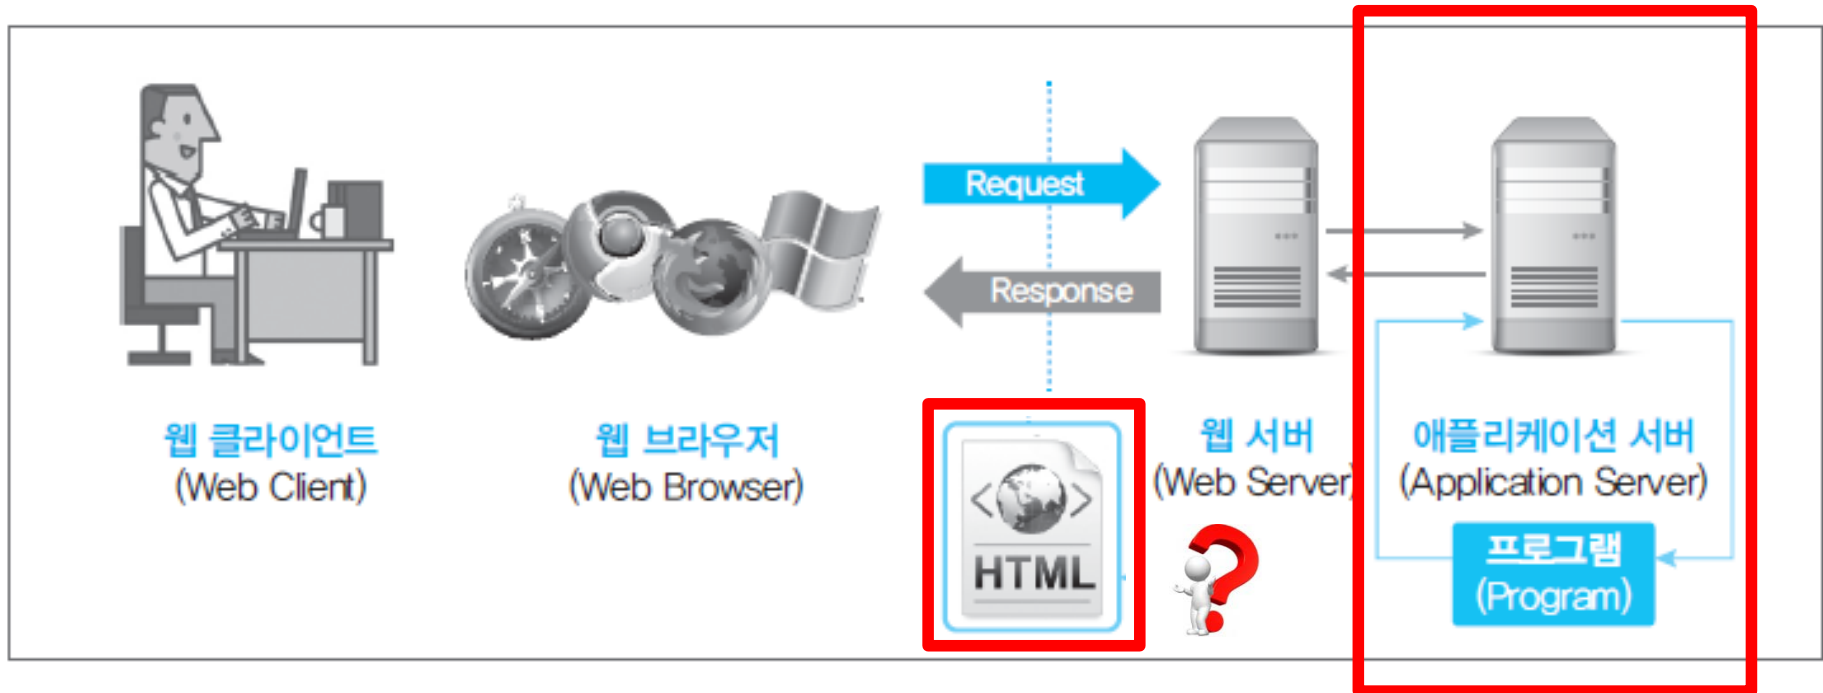 Request
Response
웹 클라이언트
(Web Client)
웹 브라우저
(Web Browser)
HTML
웹 서버
(Web Server)
애플리케이션 서버
(Application Server)
프로그램
(Program)